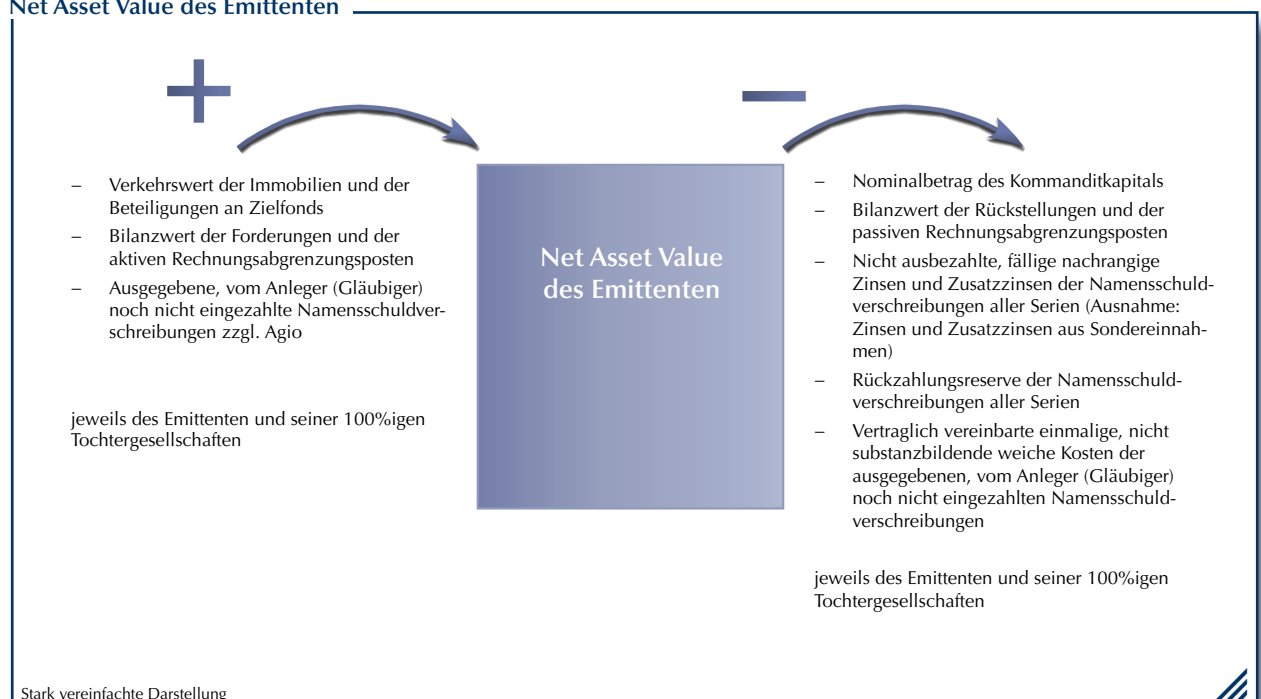 Net Asset Value des Emittenten
+
–
– Verkehrswert der Immobilien und der
Beteiligungen an Zielfonds
– Bilanzwert der Forderungen und der
aktiven Rechnungsabgrenzungsposten
– Ausgegebene, vom Anleger (Gläubiger)
noch nicht eingezahlte Namensschuldver-
schreibungen zzgl. Agio
jeweils des Emittenten und seiner 100%igen
Tochtergesellschaften
Net Asset Value
des Emittenten
– Nominalbetrag des Kommanditkapitals
– Bilanzwert der Rückstellungen und der
passiven Rechnungsabgrenzungsposten
– Nicht ausbezahlte, fällige nachrangige
Zinsen und Zusatzzinsen der Namensschuld-
verschreibungen aller Serien (Ausnahme:
Zinsen und Zusatzzinsen aus Sondereinnah-
men)
– Rückzahlungsreserve der Namensschuld-
verschreibungen aller Serien
– Vertraglich vereinbarte einmalige, nicht
substanzbildende weiche Kosten der
ausgegebenen, vom Anleger (Gläubiger)
noch nicht eingezahlten Namensschuld-
verschreibungen
jeweils des Emittenten und seiner 100%igen
Tochtergesellschaften
Stark vereinfachte Darstellung